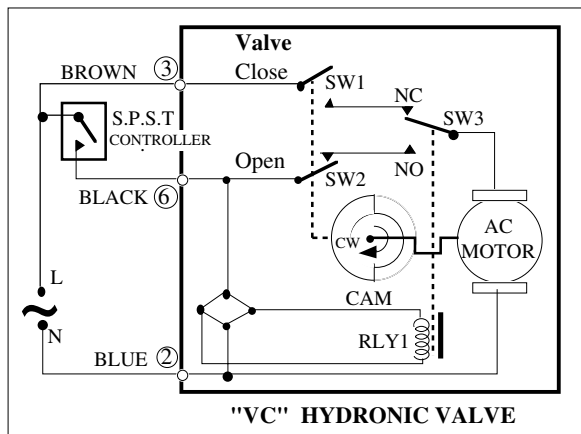 Valve
BROWN 3 Close
SW1
NC
SW3
S.P.S.T
CONTROLLER
Open
SW2
NO
BLACK 6
CW
AC
MOTOR
L
CAM
N
RLY1
BLUE 2
"VC" HYDRONIC VALVE